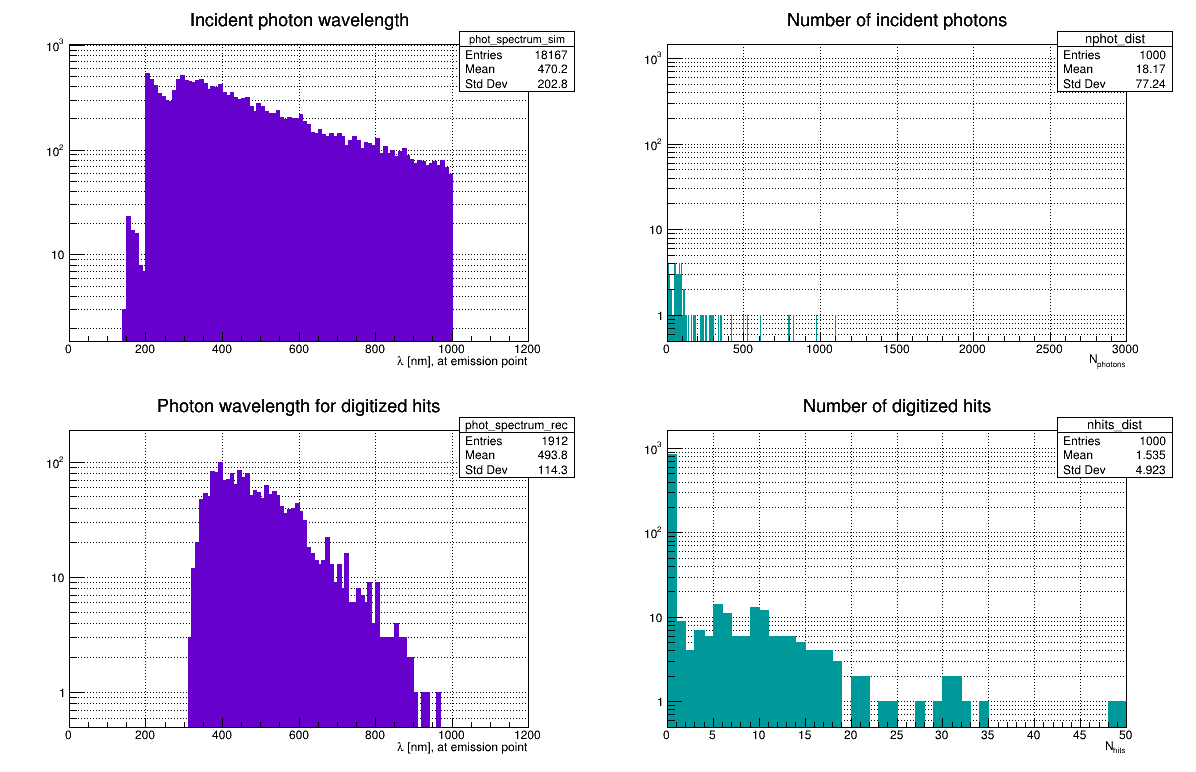 Incident photon wavelength
phot_spectrum_sim
Entries 18167
Mean 470.2
Std Dev 202.8
10³
10²
10
0 200 400 600 800 1000 1200
λ [nm], at emission point
Number of incident photons
nphot_dist
Entries 1000
Mean 18.17
Std Dev 77.24
10³
10²
10
1
0 500 1000 1500 2000 2500 3000
Nphotons
Photon wavelength for digitized hits
phot_spectrum_rec
Entries 1912
Mean 493.8
Std Dev 114.3
10²
10
1
0 200 400 600 800 1000 1200
λ [nm], at emission point
Number of digitized hits
nhits_dist
Entries 1000
Mean 1.535
Std Dev 4.923
10³
10²
10
1
0 5 10 15 20 25 30 35 40 45 50
Nhits